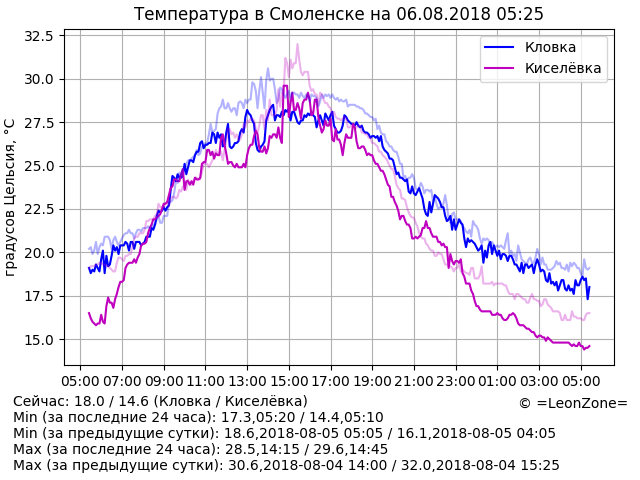 Температура в Смоленске на 06.08.2018 05:25
градусов Цельсия, °C
32.5
30.0
27.5
25.0
22.5
20.0
17.5
15.0
Кловка
Киселёвка
05:00 07:00 09:00 11:00 13:00 15:00 17:00 19:00 21:00 23:00 01:00 03:00 05:00
Сейчас: 18.0 / 14.6 (Кловка / Киселёвка)
© =LeonZone=
Min (за последние 24 часа): 17.3,05:20 / 14.4,05:10
Min (за предыдущие сутки): 18.6,2018-08-05 05:05 / 16.1,2018-08-05 04:05
Max (за последние 24 часа): 28.5,14:15 / 29.6,14:45
Max (за предыдущие сутки): 30.6,2018-08-04 14:00 / 32.0,2018-08-04 15:25